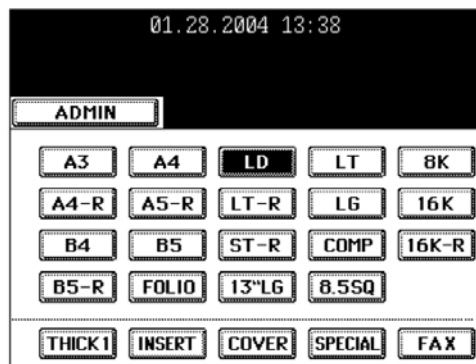 01.28.2004 13:38
ADMIN
A3 A4 LD LT 8K
A4-R A5-R LT-R LG 16K
B4 B5 ST-R COMP 16K-R
B5-R FOLIO 13"LG 8.5SQ
THICK1 INSERT COVER SPECIAL FAX